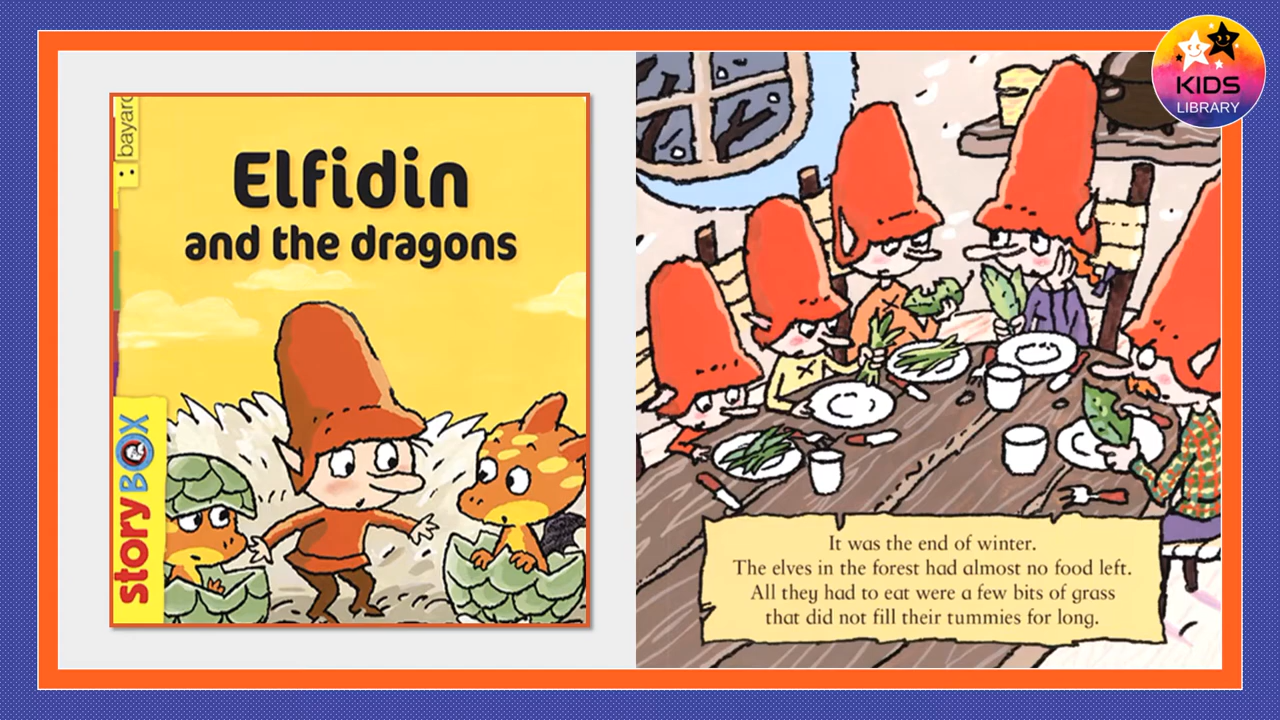 : bayard
Elfidin
and the dragons
storyBOX
KIDS
LIBRARY
It was the end of winter.
The elves in the forest had almost no food left.
All they had to eat were a few bits of grass
that did not fill their tummies for long.